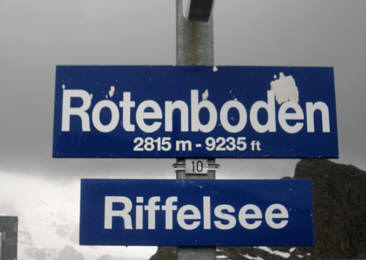 Rotenboden
2815 m - 9235 ft
10
Riffelsee